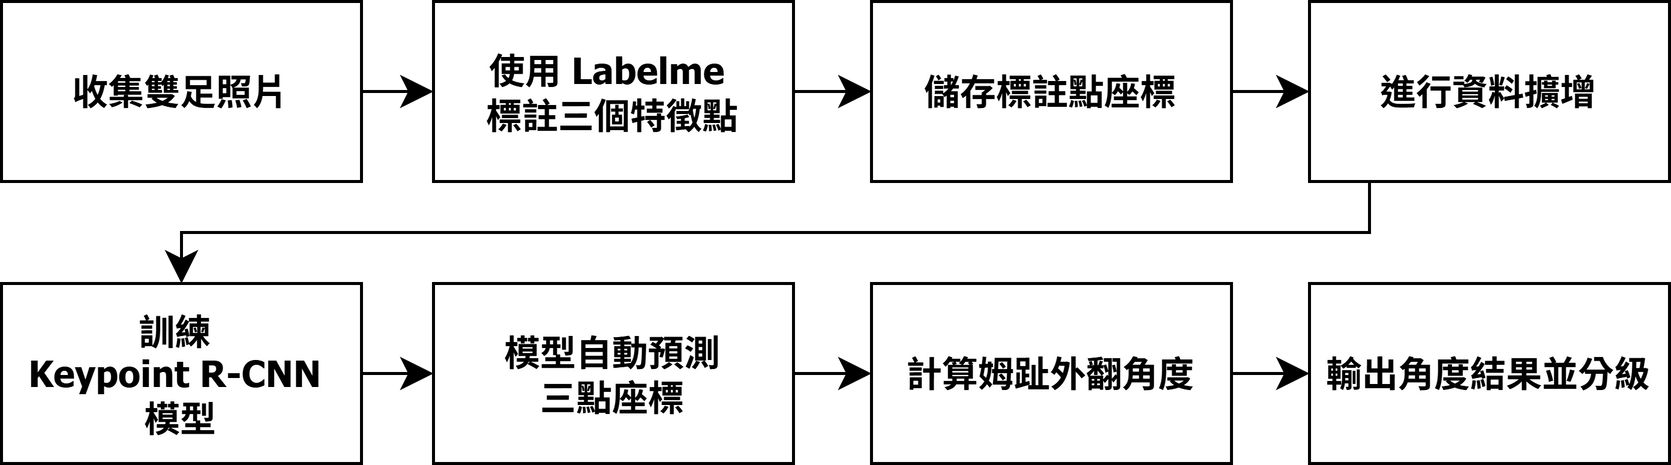 收集雙足照片
使用 Labelme
標註三個特徵點
儲存標註點座標
進行資料擴增
訓練
Keypoint R-CNN
模型
模型自動預測
三點座標
計算姆趾外翻角度
輸出角度結果並分級